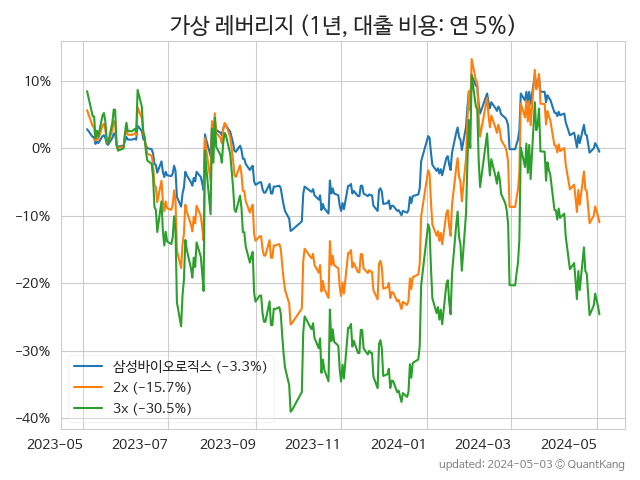 가상 레버리지 (1년, 대출 비용: 연 5%)
10%
0%
−10%
−20%
−30%
−40%
삼성바이오로직스 (−3.3%)
2x (−15.7%)
3x (−30.5%)
2023-05 2023-07 2023-09 2023-11 2024-01 2024-03 2024-05
updated: 2024-05-03 © QuantKang